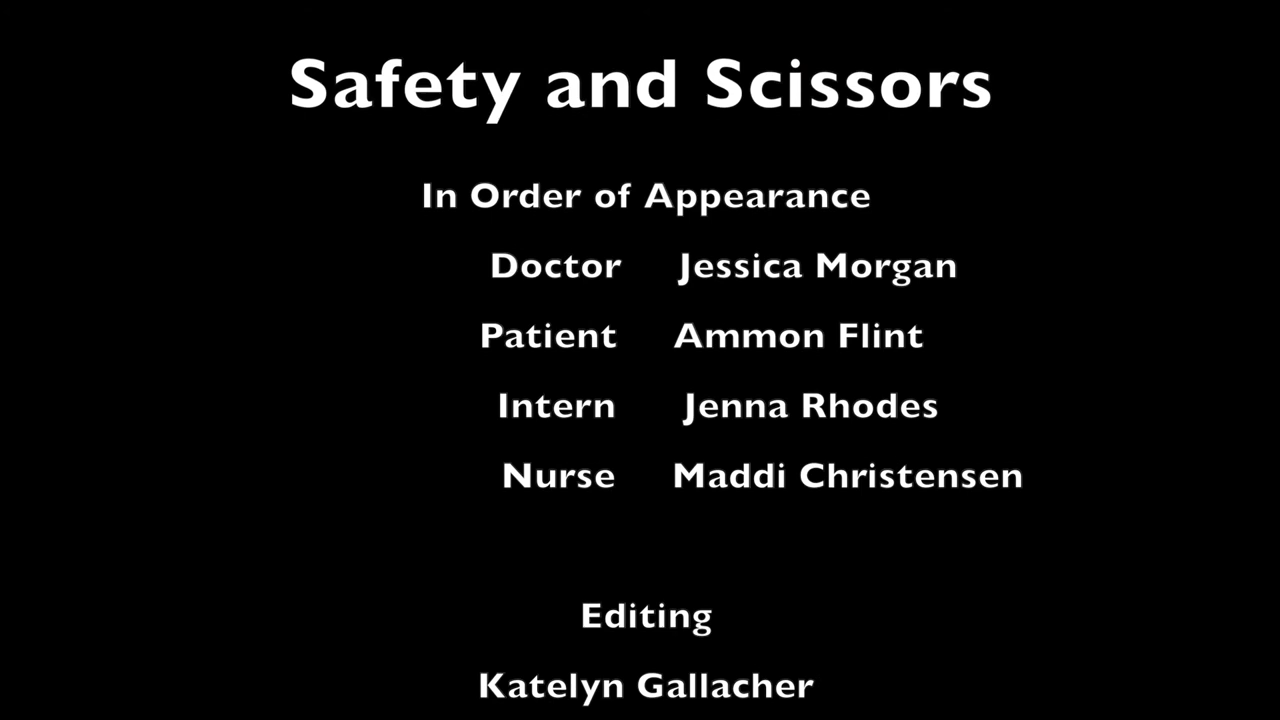 Safety and Scissors
In Order of Appearance
Doctor Jessica Morgan
Patient Ammon Flint
Intern Jenna Rhodes
Nurse Maddi Christensen
Editing
Katelyn Gallacher